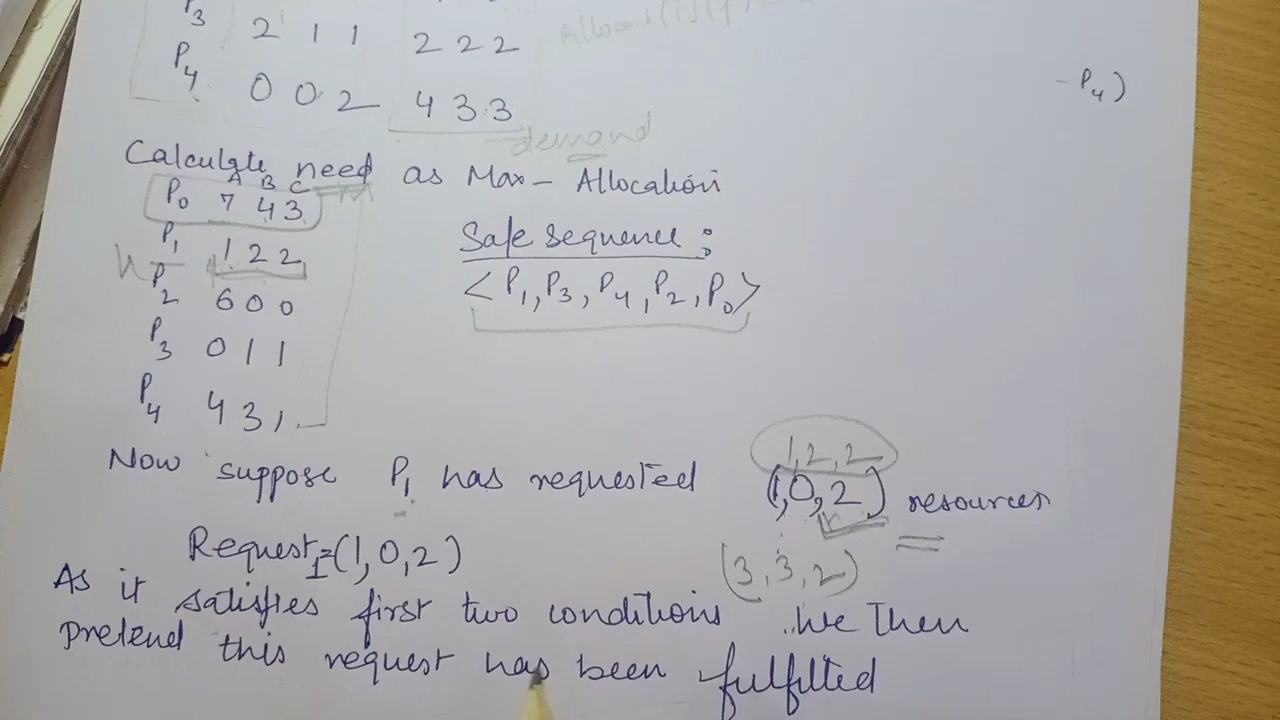 P3 2 1 1 2 2 2
P4 0 0 2 4 3 3
- P4)
demand
Calculate need as Max - Allocation
A B C
P0 7 4 3
P1 1 2 2
P2 6 0 0
P3 0 1 1
P4 4 3 1
Safe sequence :
<P1, P3, P4, P2, P0>
1, 2, 2
Now suppose P1 has requested (1, 0, 2) resources
Request1=(1, 0, 2)
(3, 3, 2)
As it satisfies first two conditions We then
pretend this request has been fulfilled